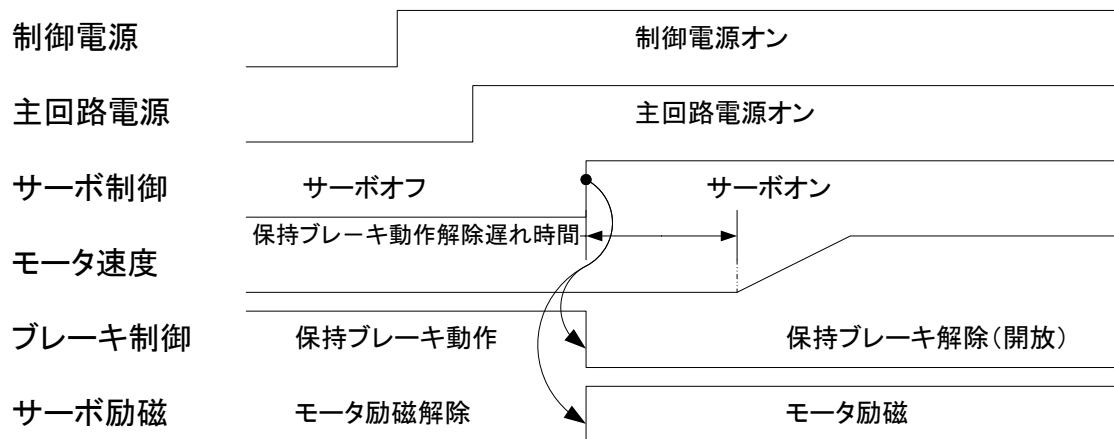 制御電源
制御電源オン
主回路電源
主回路電源オン
サーボ制御
サーボオフ
サーボオン
保持ブレーキ動作解除遅れ時間
モータ速度
ブレーキ制御
保持ブレーキ動作
保持ブレーキ解除（開放）
サーボ励磁
モータ励磁解除
モータ励磁